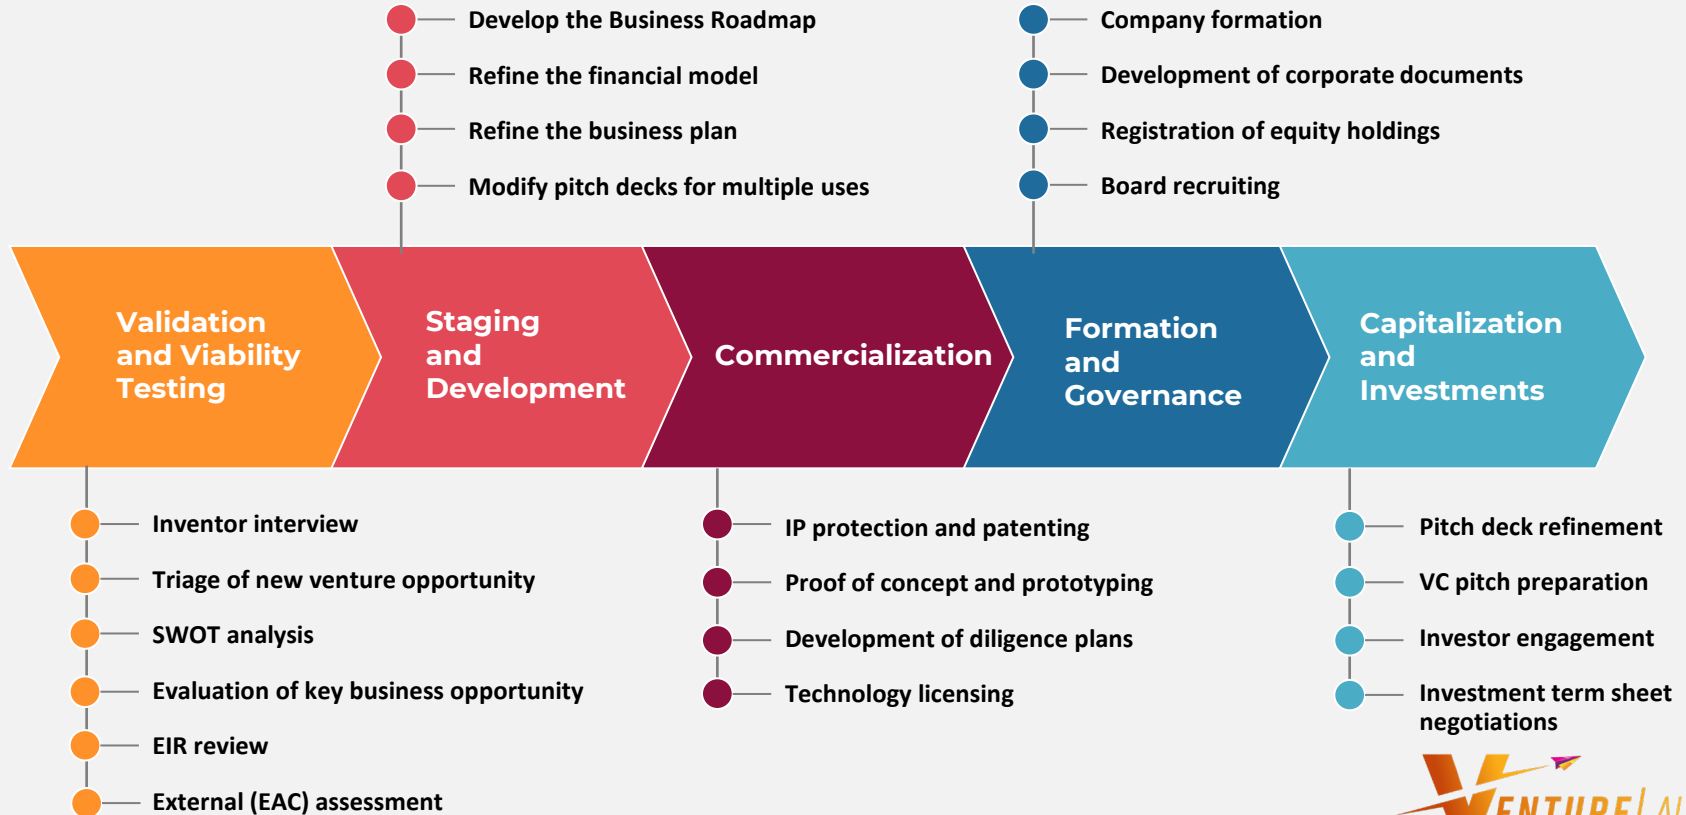 Develop the Business Roadmap
Refine the financial model
Refine the business plan
Modify pitch decks for multiple uses
Company formation
Development of corporate documents
Registration of equity holdings
Board recruiting
Validation
and Viability
Testing
Staging
and
Development
Commercialization
Formation
and
Governance
Capitalization
and
Investments
Inventor interview
Triage of new venture opportunity
SWOT analysis
Evaluation of key business opportunity
EIR review
External (EAC) assessment
IP protection and patenting
Proof of concept and prototyping
Development of diligence plans
Technology licensing
Pitch deck refinement
VC pitch preparation
Investor engagement
Investment term sheet
negotiations
VENTURE